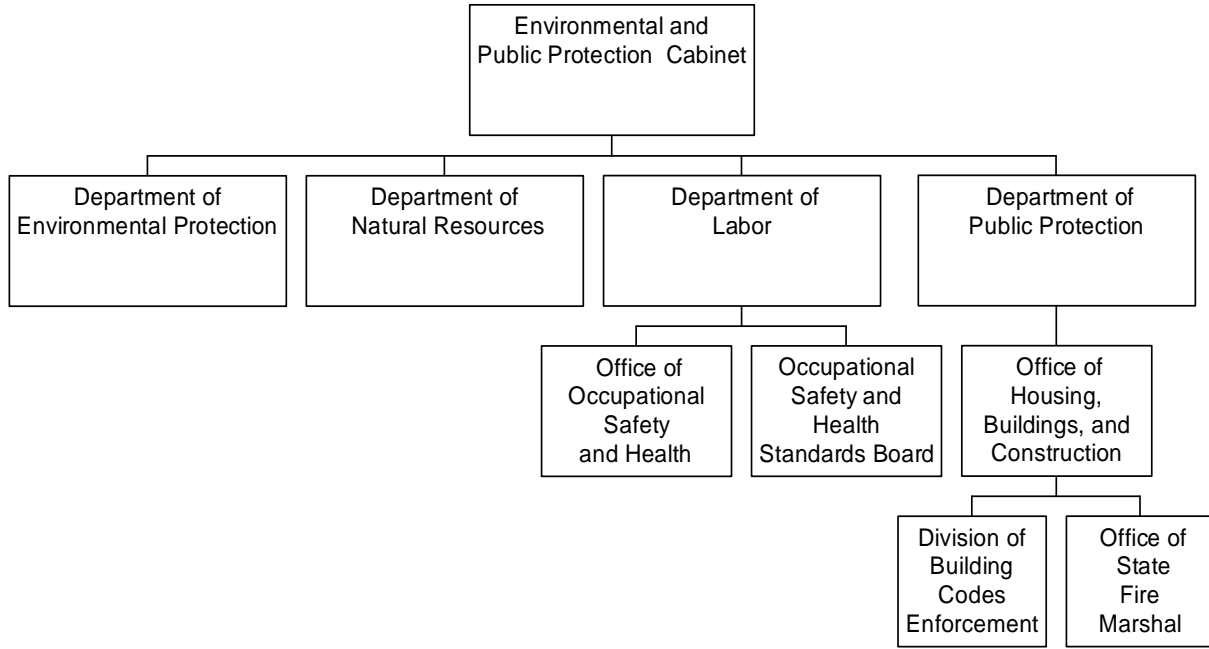 Environmental and
Public Protection Cabinet
Department of
Environmental Protection
Department of
Natural Resources
Department of
Labor
Department of
Public Protection
Office of
Occupational
Safety
and Health
Occupational
Safety and
Health
Standards Board
Office of
Housing,
Buildings, and
Construction
Division of
Building
Codes
Enforcement
Office of
State
Fire
Marshal